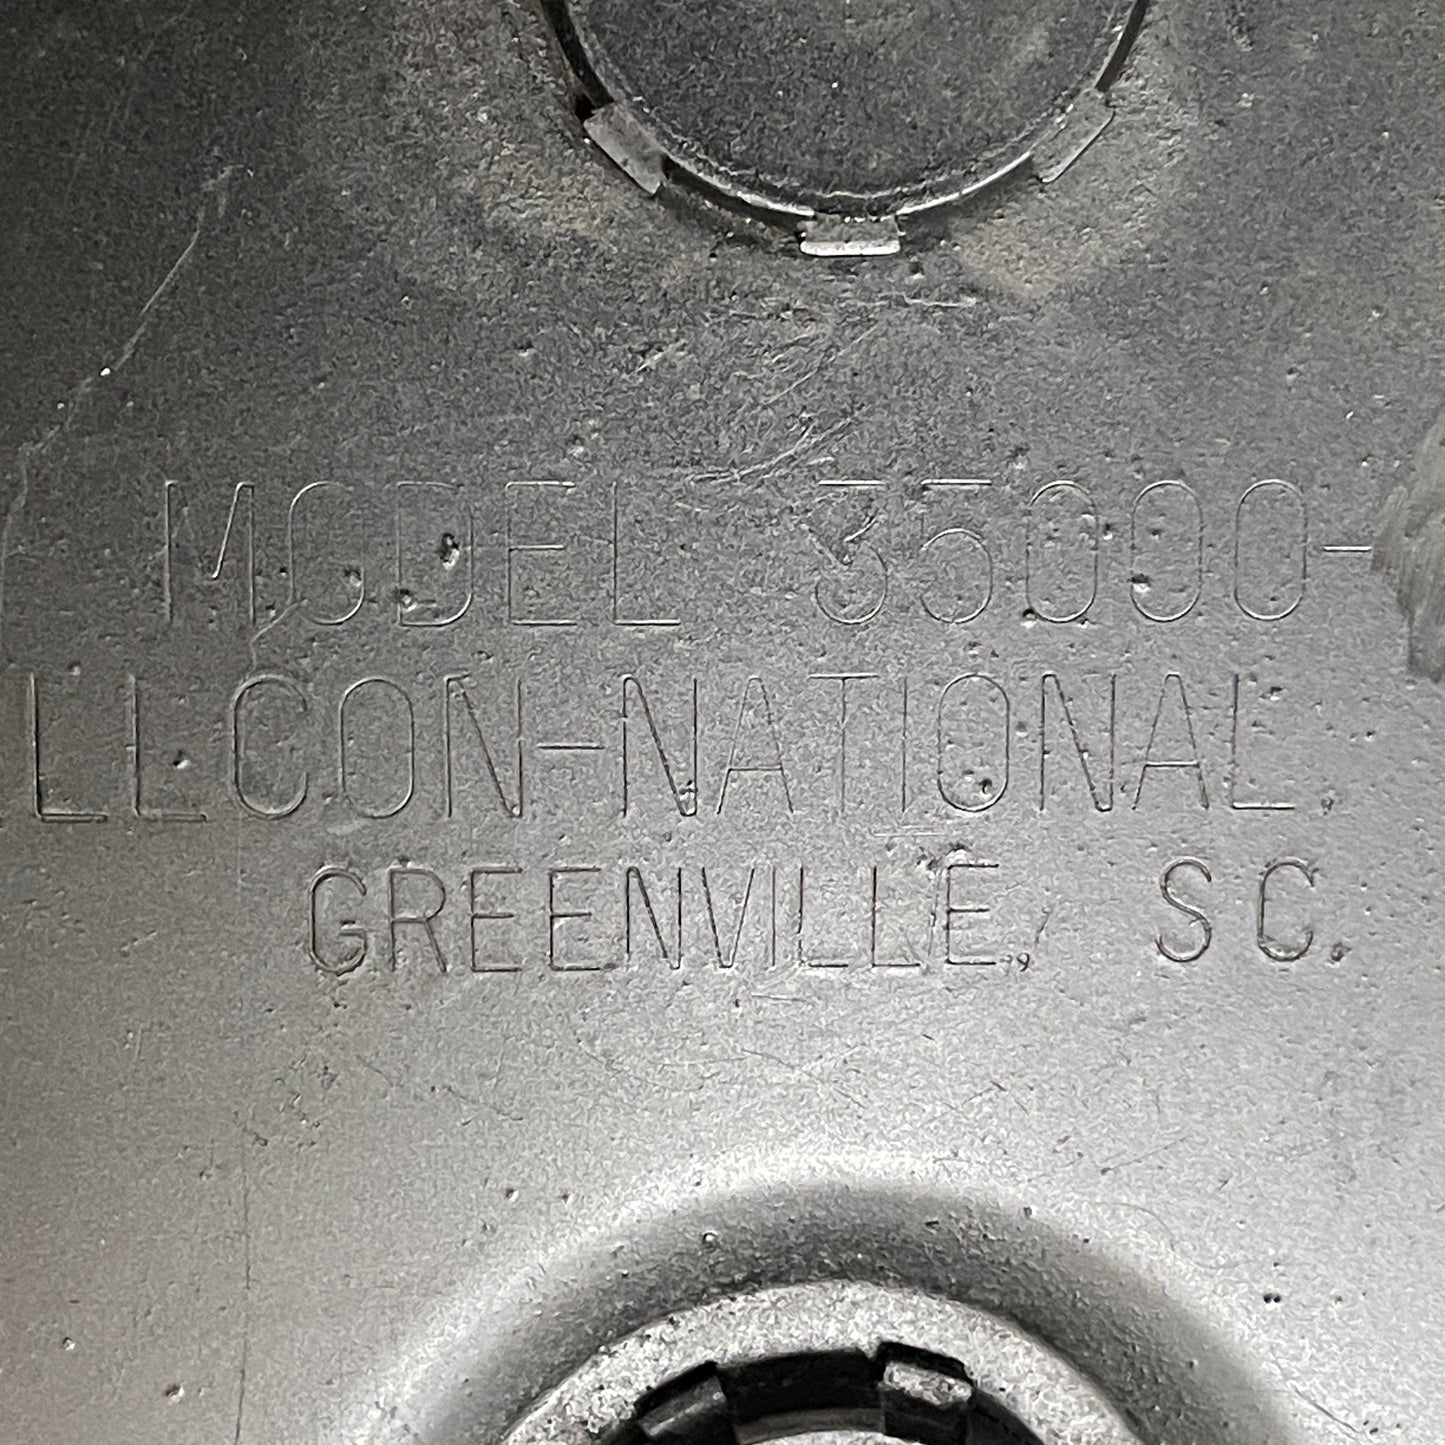 MODEL 35000-
LLCON-NATIONAL,
GREENVILLE, SC.